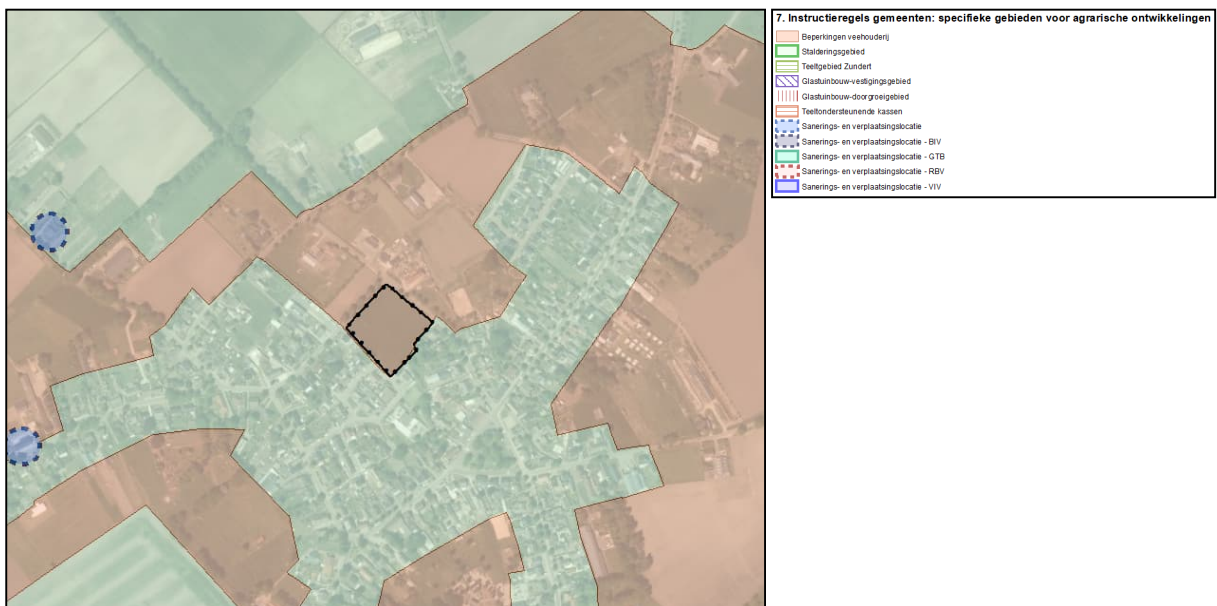 7. Instructieregels gemeenten: specifieke gebieden voor agrarische ontwikkelingen
Beperkingen veehouderij
Stalderingsgebied
Teeltgebied Zundert
Glastuinbouw-vestigingsgebied
Glastuinbouw-doorgroeigebied
Teeltondersteunende kassen
Sanerings- en verplaatsingslocatie
Sanerings- en verplaatsingslocatie - BIV
Sanerings- en verplaatsingslocatie - GTB
Sanerings- en verplaatsingslocatie - RBV
Sanerings- en verplaatsingslocatie - VIV